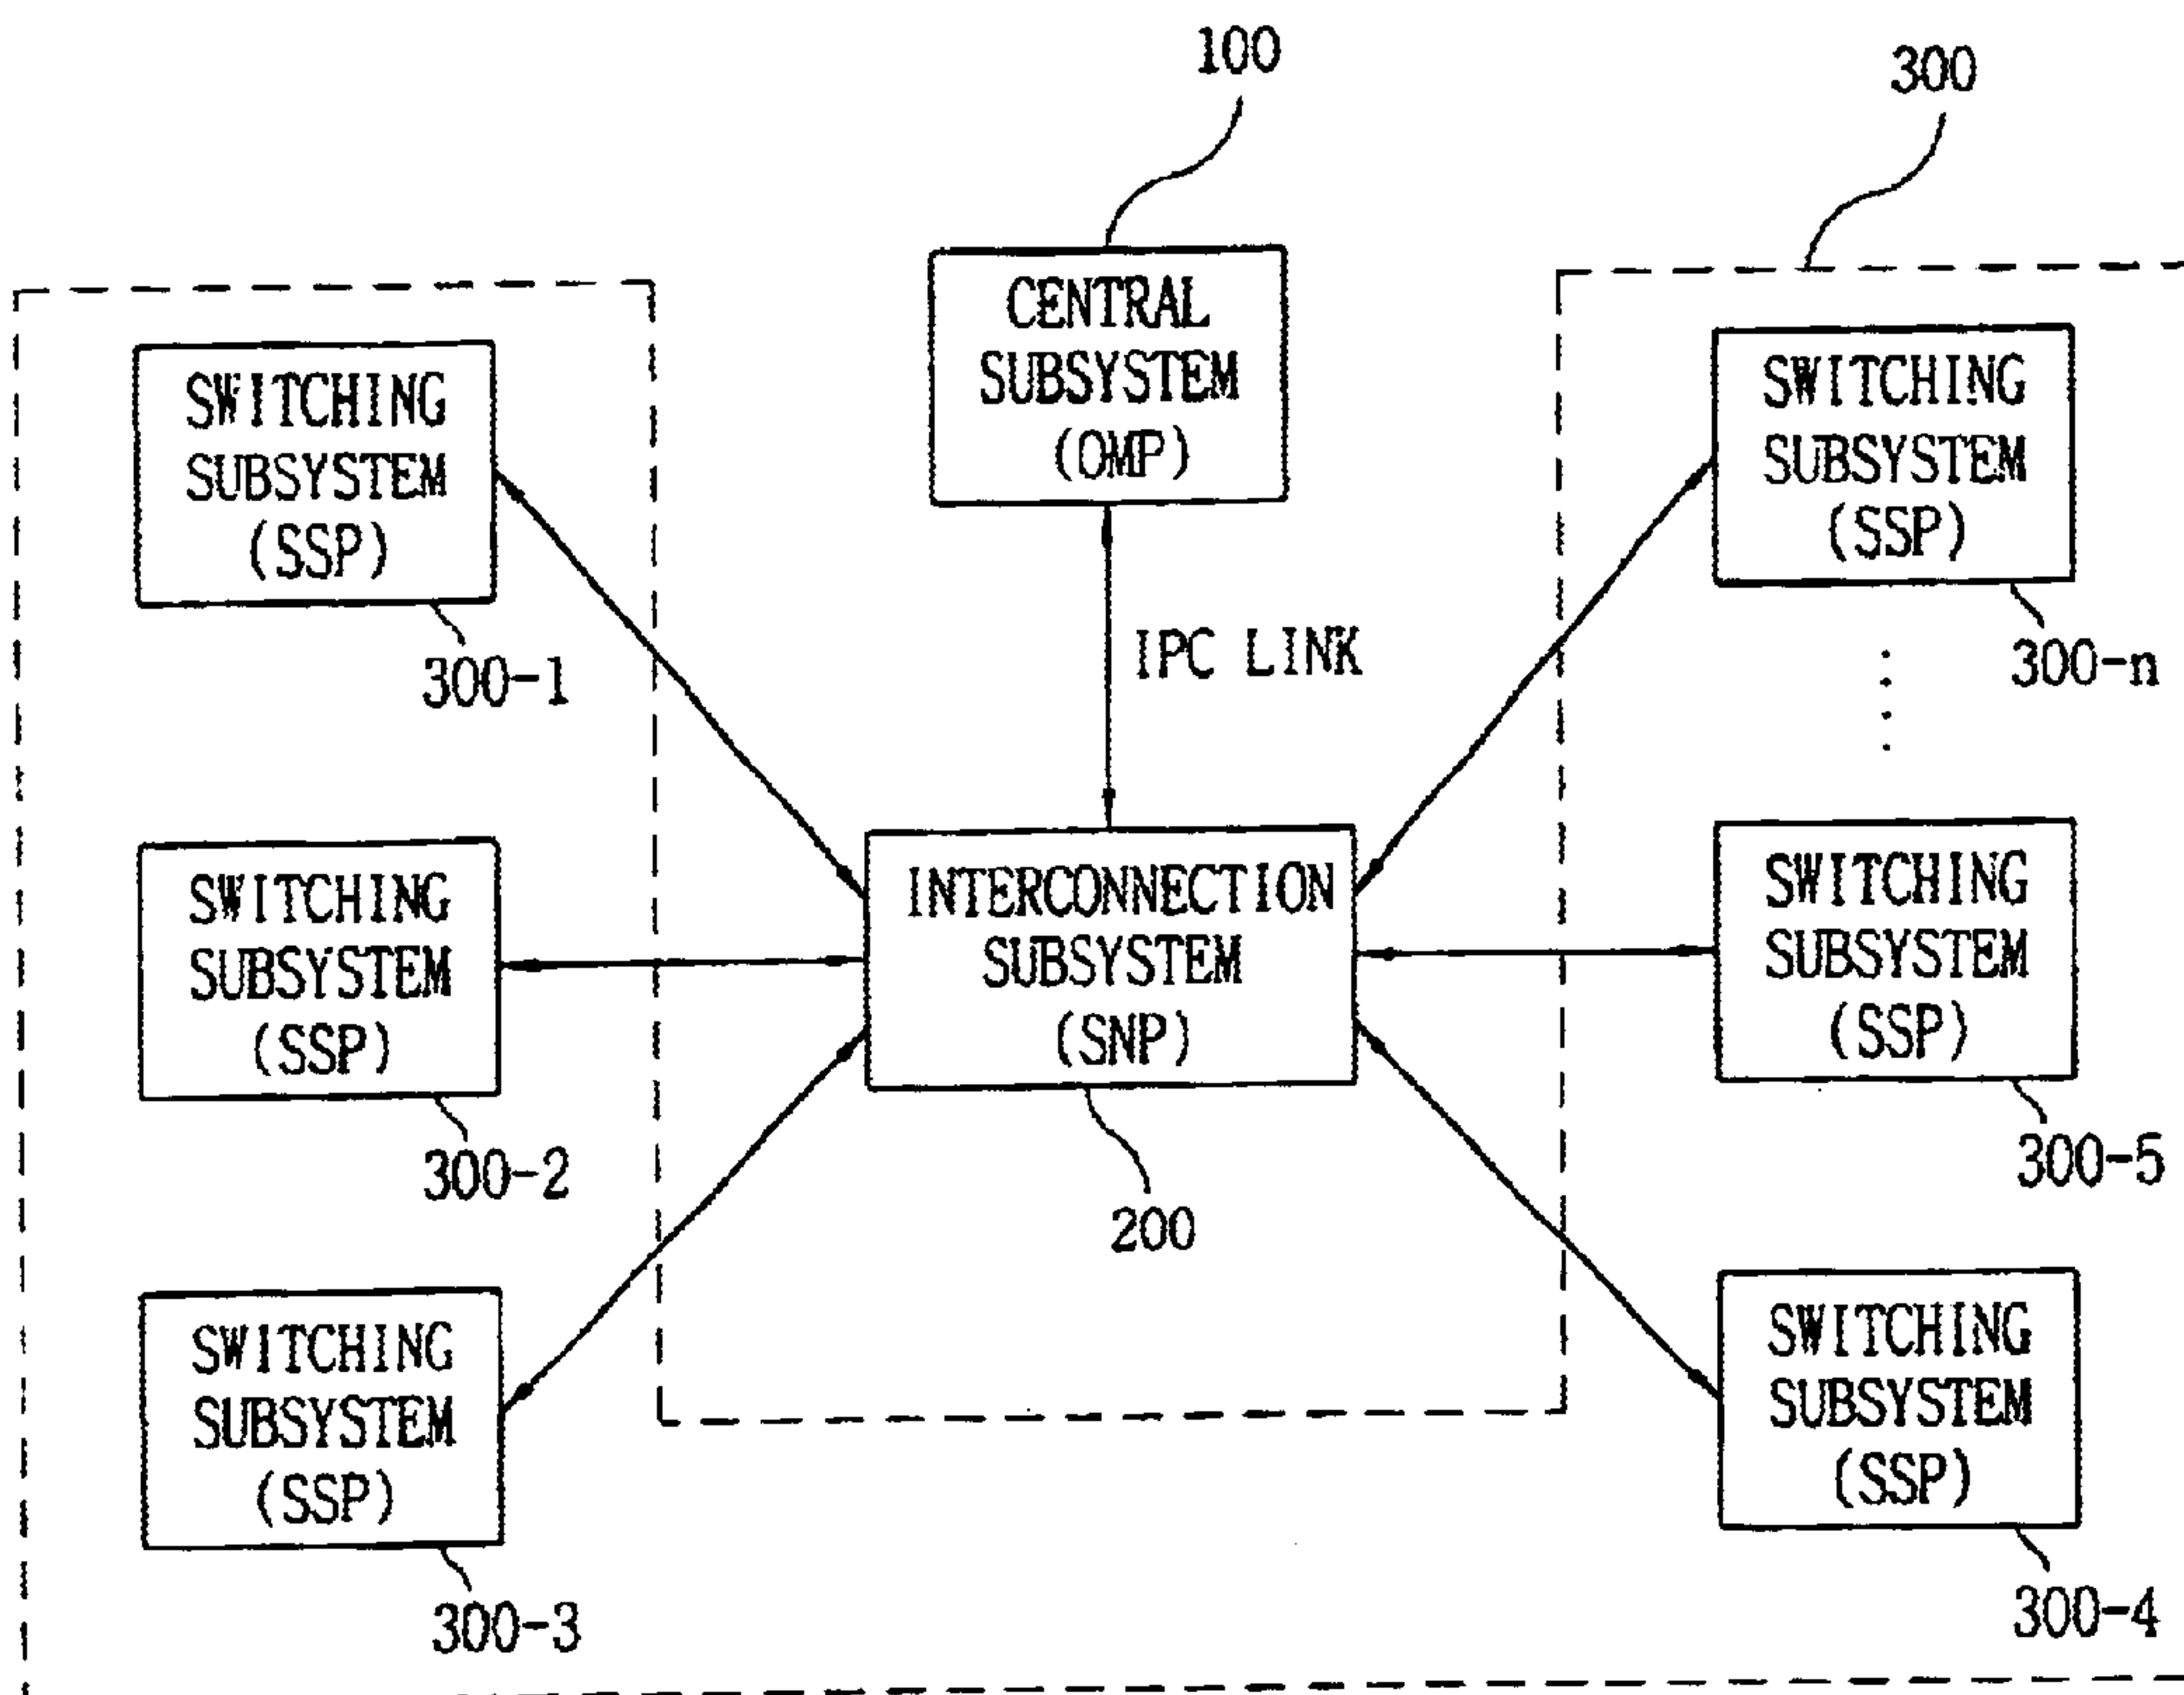 100
300
CENTRAL
SUBSYSTEM
(OMP)
SWITCHING
SUBSYSTEM
(SSP)
300-1
SWITCHING
SUBSYSTEM
(SSP)
300-n
IPC LINK
SWITCHING
SUBSYSTEM
(SSP)
300-2
INTERCONNECTION
SUBSYSTEM
(SNP)
200
SWITCHING
SUBSYSTEM
(SSP)
300-5
SWITCHING
SUBSYSTEM
(SSP)
300-3
SWITCHING
SUBSYSTEM
(SSP)
300-4